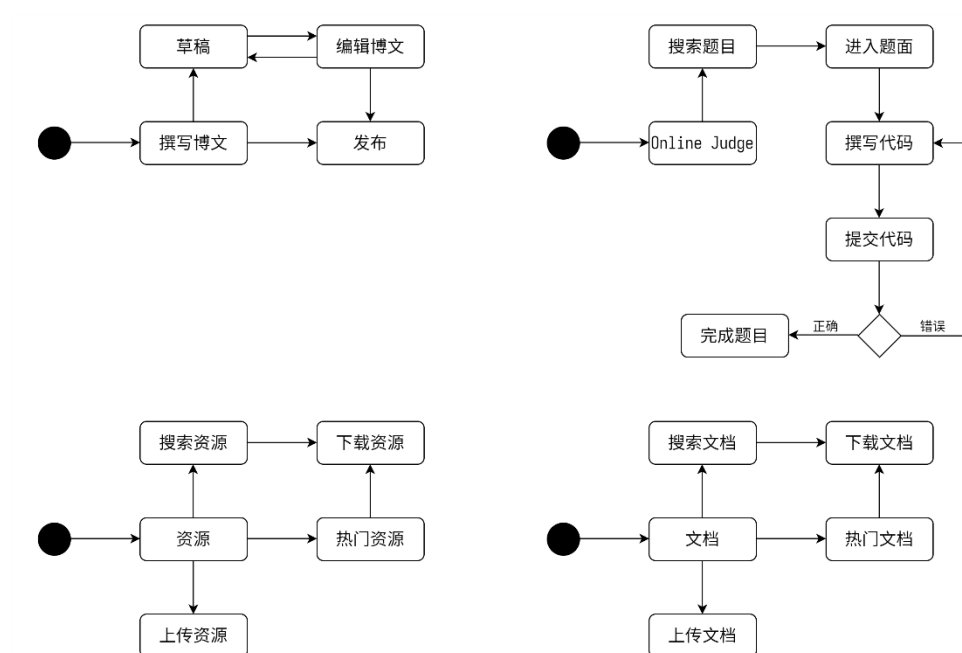 草稿
编辑博文
撰写博文
发布
搜索题目
进入题面
Online Judge
撰写代码
提交代码
完成题目
正确
错误
搜索资源
下载资源
资源
热门资源
上传资源
搜索文档
下载文档
文档
热门文档
上传文档